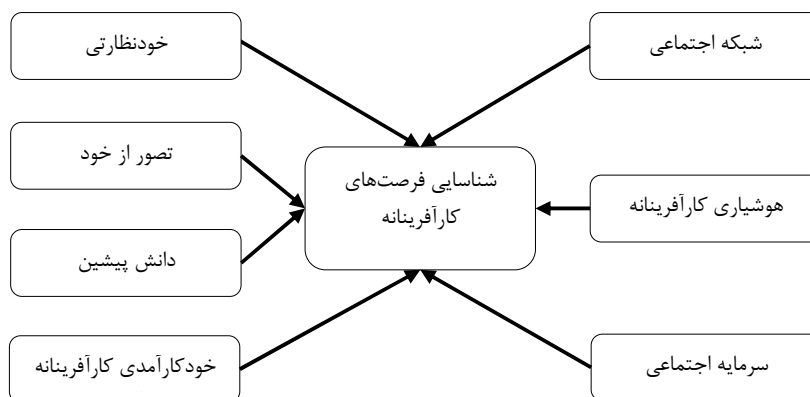 شبکه اجتماعی
خودنظارتی
تصور از خود
شناسایی فرصت‌های
کارآفرینانه
هوشیاری کارآفرینانه
دانش پیشین
سرمایه اجتماعی
خودکارآمدی کارآفرینانه